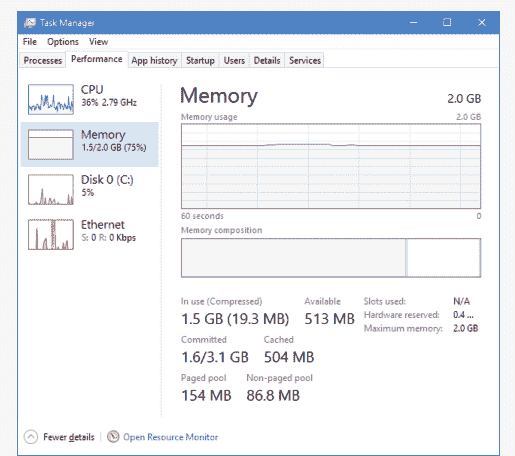 Task Manager
File Options View
Processes Performance App history Startup Users Details Services
CPU
36% 2.79 GHz
Memory
1.5/2.0 GB (75%)
Disk 0 (C:)
5%
Ethernet
S: 0 R: 0 Kbps
Memory 2.0 GB
Memory usage 2.0 GB
60 seconds 0
Memory composition
In use (Compressed) Available
1.5 GB (19.3 MB) 513 MB
Committed Cached
1.6/3.1 GB 504 MB
Paged pool Non-paged pool
154 MB 86.8 MB
Slots used: N/A
Hardware reserved: 0.4 ...
Maximum memory: 2.0 GB
Fewer details Open Resource Monitor